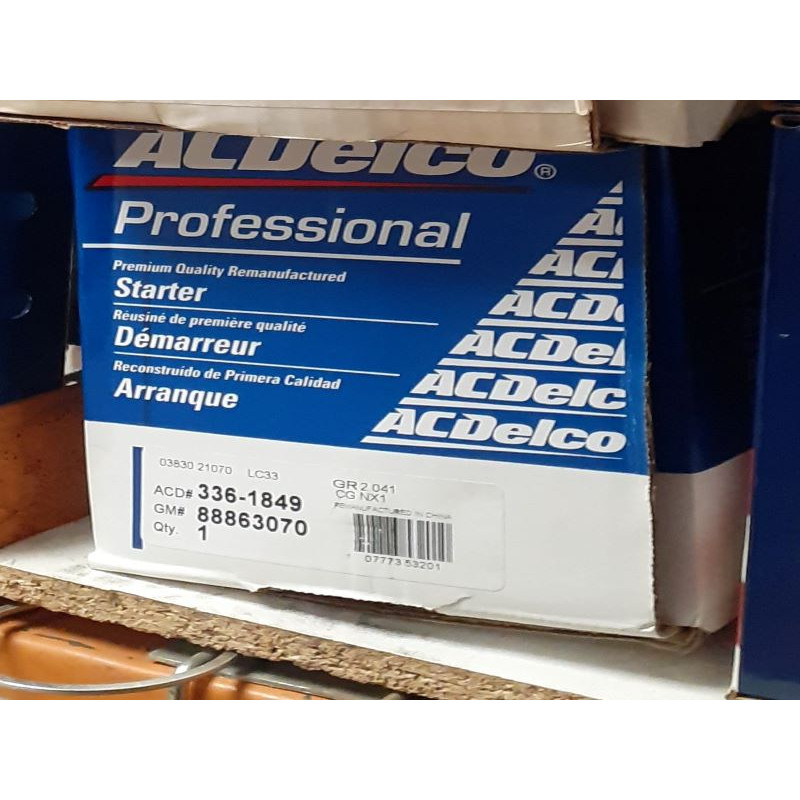 ACDelco®
Professional
Premium Quality Remanufactured
Starter
Réusiné de première qualité
Démarreur
Reconstruido de Primera Calidad
Arranque
AC
ACD
ACDe
ACDel
ACDelc
ACDelco
03830 21070 LC33
GR 2.041
CG NX1
REMANUFACTURED IN CHINA
ACD# 336-1849
GM# 88863070
Qty. 1
07773 53201